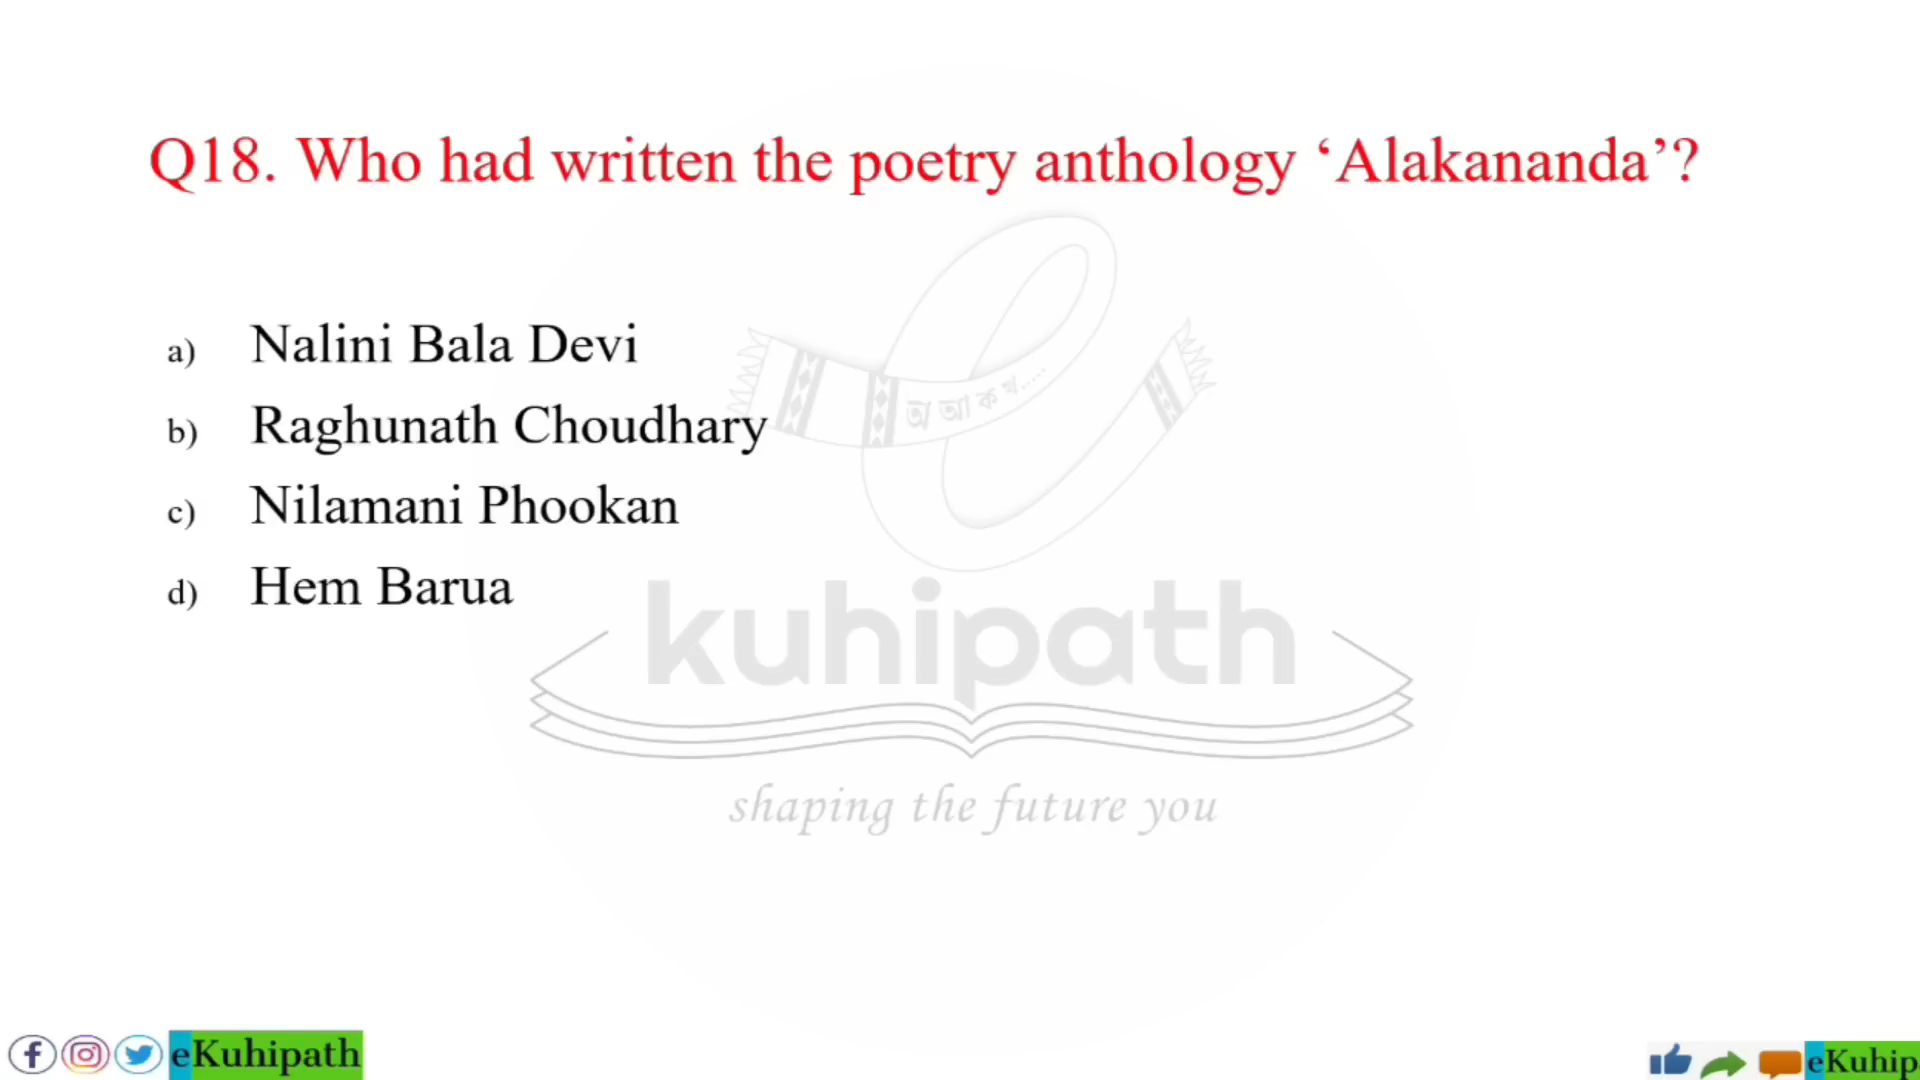 Q18. Who had written the poetry anthology ‘Alakananda’?
a) Nalini Bala Devi
b) Raghunath Choudhary
c) Nilamani Phookan
d) Hem Barua
অ আ ক খ.....
kuhipath
shaping the future you
eKuhipath
eKuhip